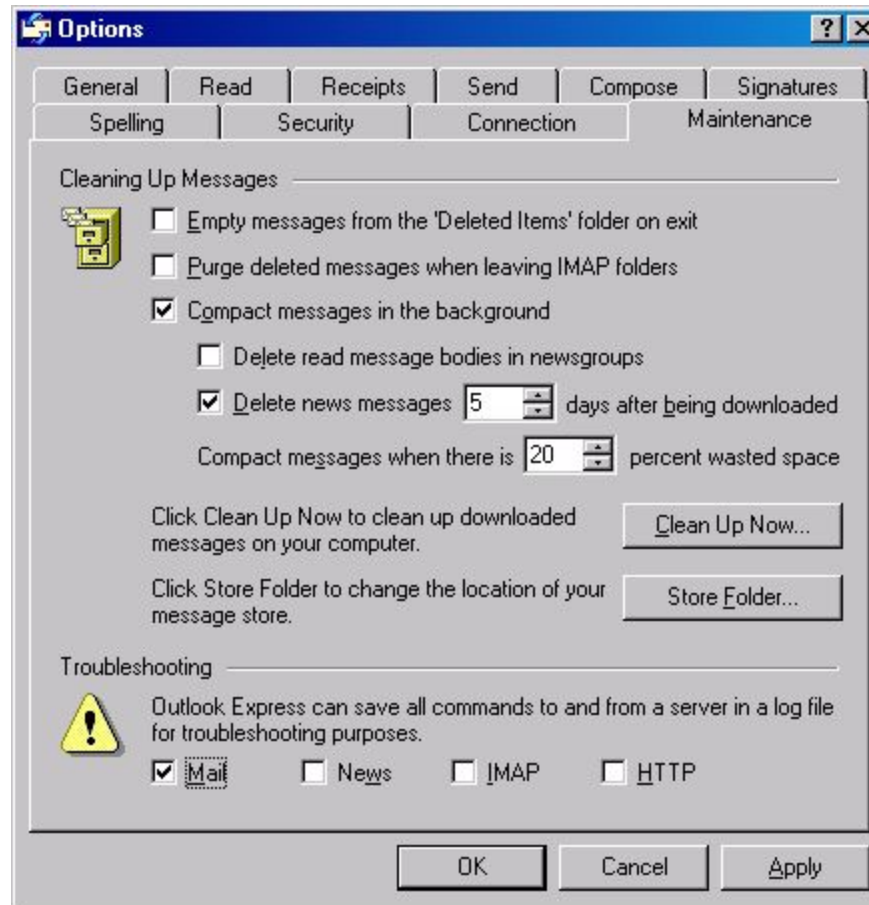 Options
General Read Receipts Send Compose Signatures
Spelling Security Connection Maintenance
Cleaning Up Messages
Empty messages from the 'Deleted Items' folder on exit
Purge deleted messages when leaving IMAP folders
Compact messages in the background
Delete read message bodies in newsgroups
Delete news messages 5 days after being downloaded
Compact messages when there is 20 percent wasted space
Click Clean Up Now to clean up downloaded
messages on your computer.
Clean Up Now...
Click Store Folder to change the location of your
message store.
Store Folder...
Troubleshooting
Outlook Express can save all commands to and from a server in a log file
for troubleshooting purposes.
Mail News IMAP HTTP
OK Cancel Apply